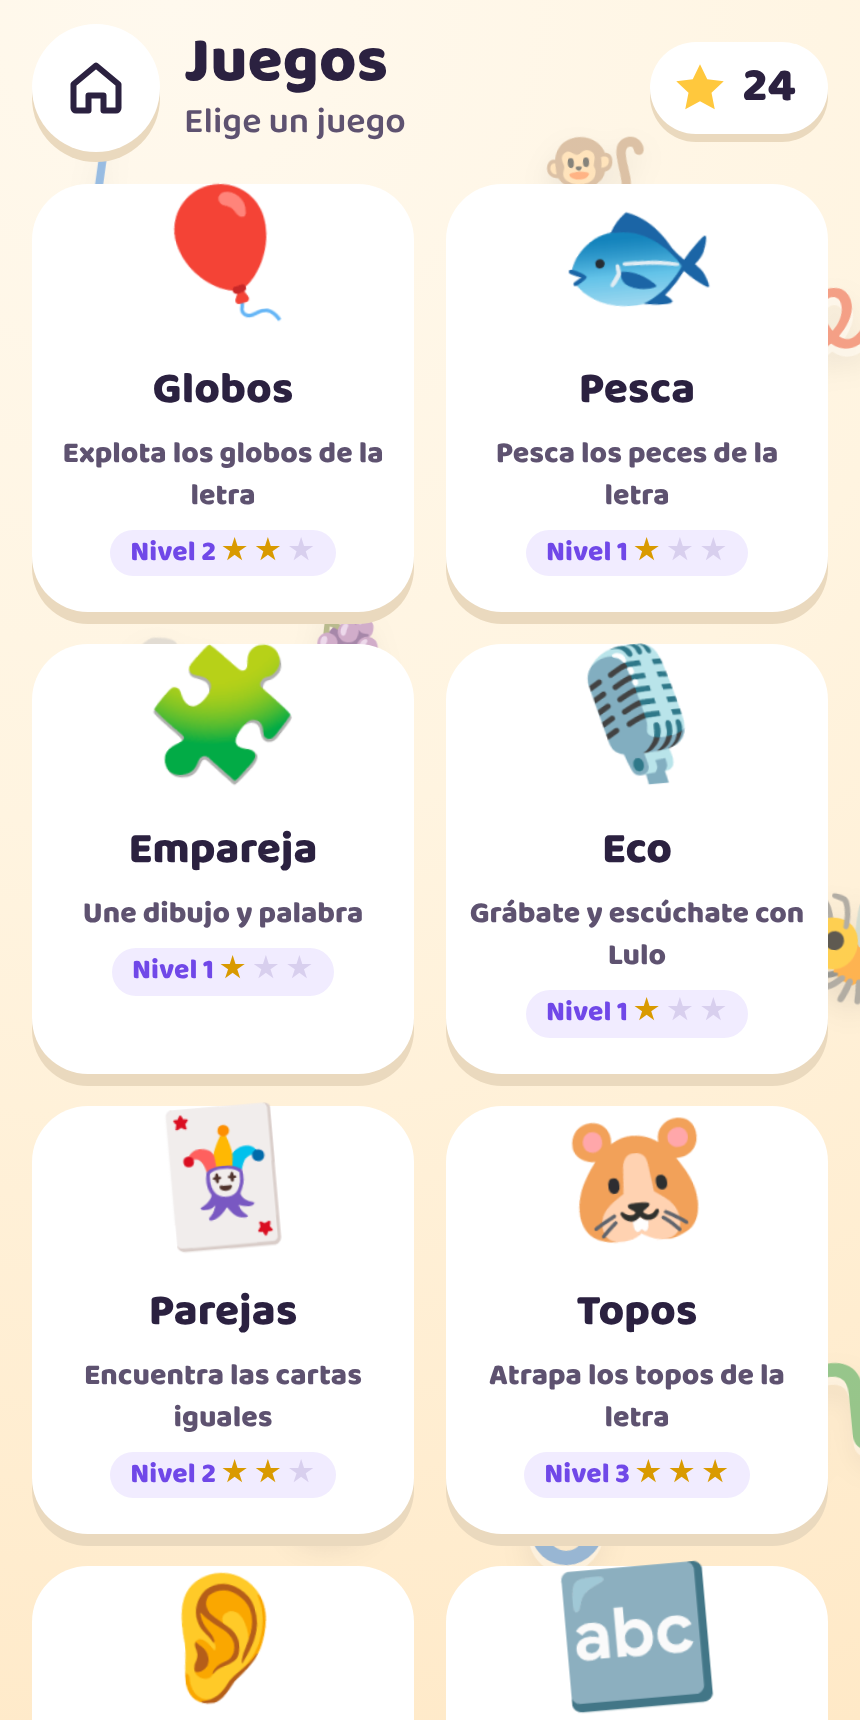 Juegos
Elige un juego
24
Globos
Explota los globos de la
letra
Nivel 2
Pesca
Pesca los peces de la
letra
Nivel 1
Empareja
Une dibujo y palabra
Nivel 1
Eco
Grábate y escúchate con
Lulo
Nivel 1
Parejas
Encuentra las cartas
iguales
Nivel 2
Topos
Atrapa los topos de la
letra
Nivel 3
abc